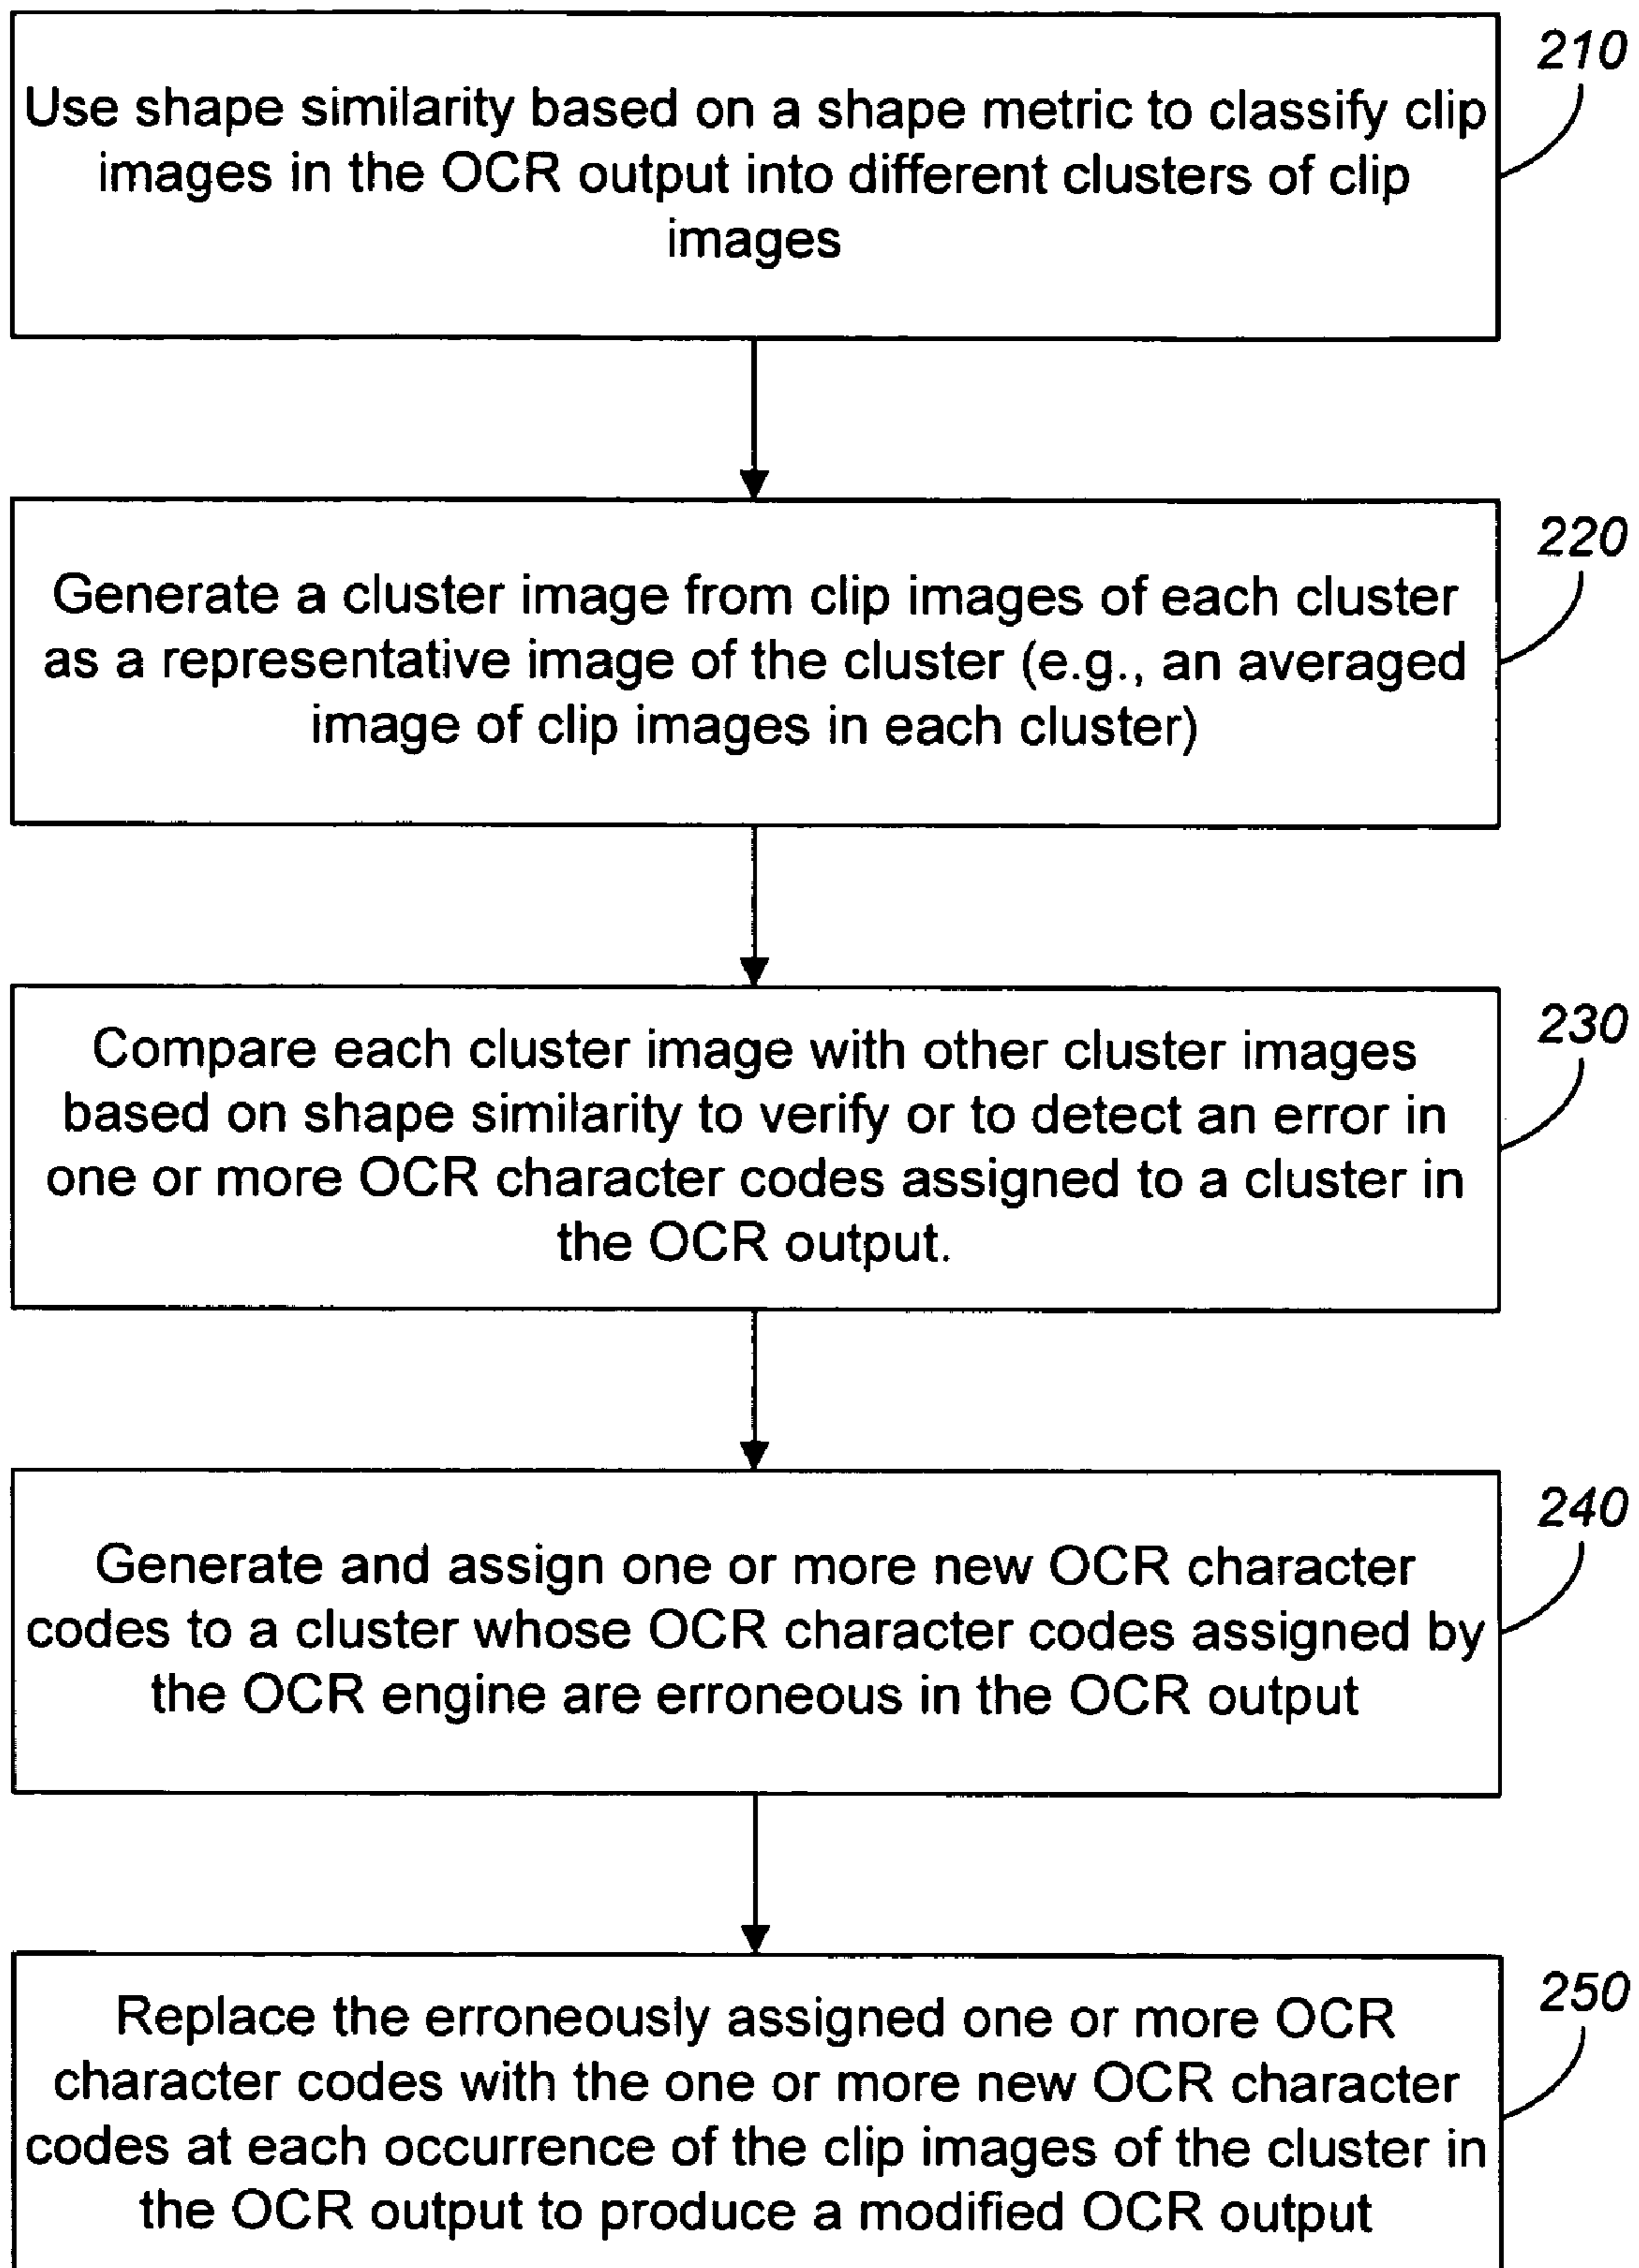 210
Use shape similarity based on a shape metric to classify clip
images in the OCR output into different clusters of clip
images
220
Generate a cluster image from clip images of each cluster
as a representative image of the cluster (e.g., an averaged
image of clip images in each cluster)
230
Compare each cluster image with other cluster images
based on shape similarity to verify or to detect an error in
one or more OCR character codes assigned to a cluster in
the OCR output.
240
Generate and assign one or more new OCR character
codes to a cluster whose OCR character codes assigned by
the OCR engine are erroneous in the OCR output
250
Replace the erroneously assigned one or more OCR
character codes with the one or more new OCR character
codes at each occurrence of the clip images of the cluster in
the OCR output to produce a modified OCR output